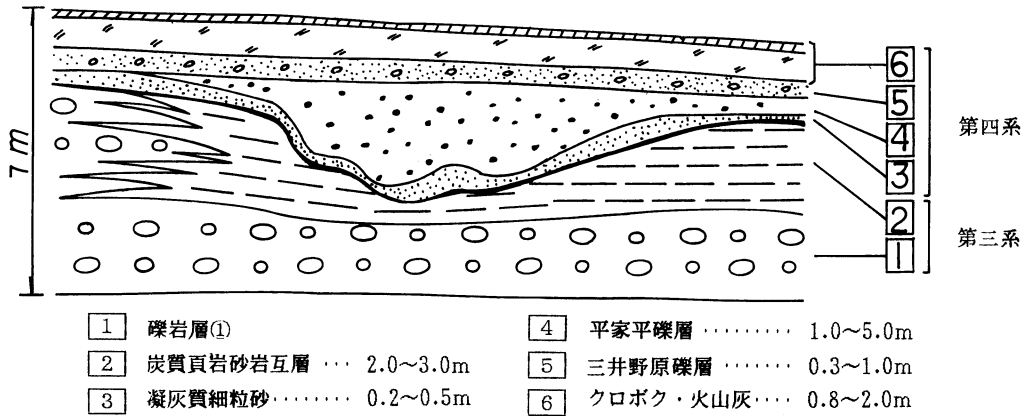 7m
6
5
4
3
2
1
第四系
第三系
1 礫岩層①
2 炭質頁岩砂岩互層 ··· 2.0～3.0m
3 凝灰質細粒砂········ 0.2～0.5m
4 平家平礫層 ········· 1.0～5.0m
5 三井野原礫層 0.3～1.0m
6 クロボク・火山灰···· 0.8～2.0m